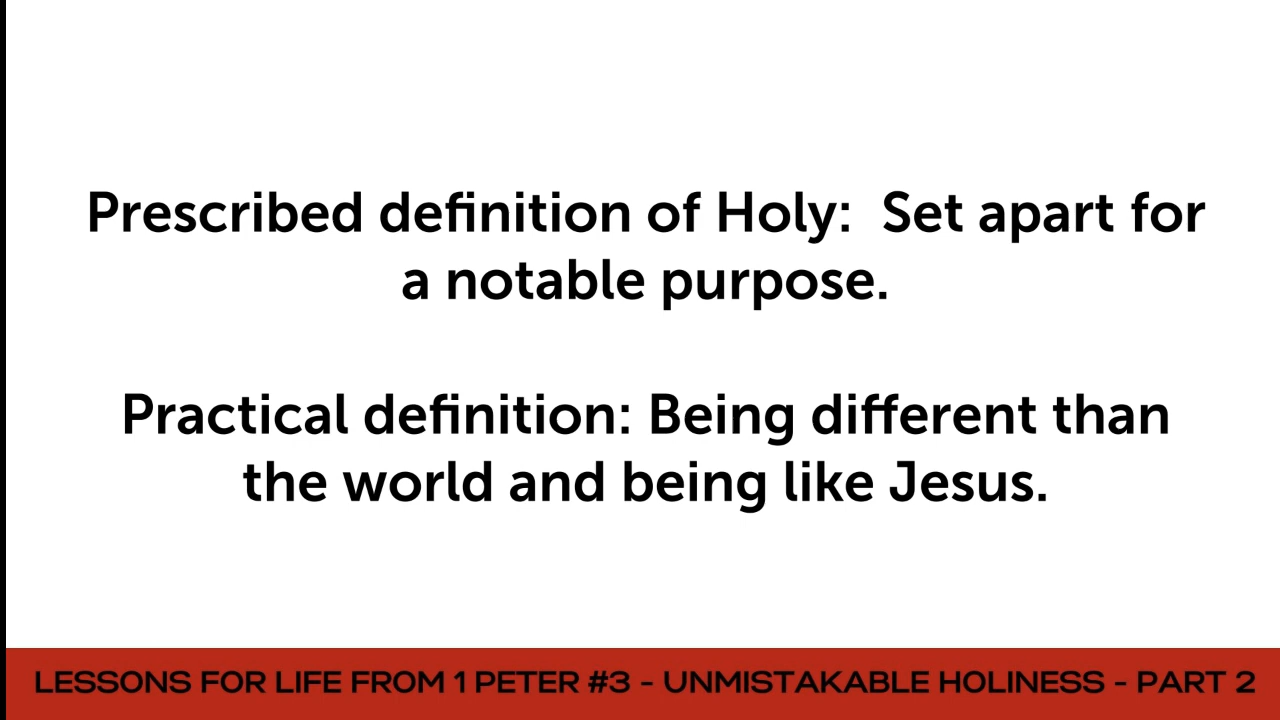 Prescribed definition of Holy:  Set apart for
a notable purpose.
Practical definition: Being different than
the world and being like Jesus.
LESSONS FOR LIFE FROM 1 PETER #3 - UNMISTAKABLE HOLINESS - PART 2